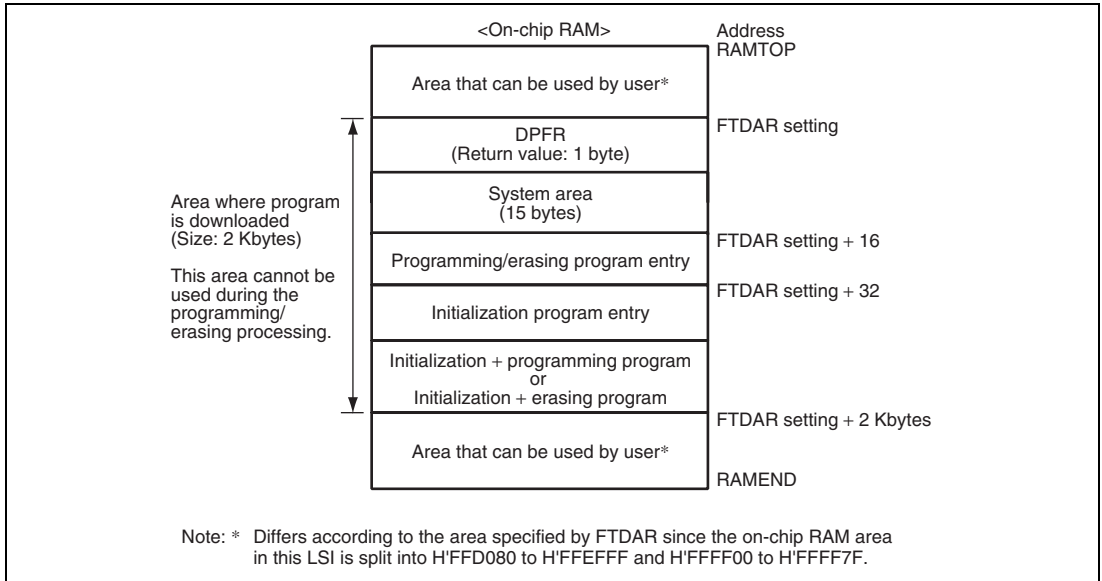 <On-chip RAM>
Address
RAMTOP
Area that can be used by user*
FTDAR setting
DPFR
(Return value: 1 byte)
System area
(15 bytes)
Area where program
is downloaded
(Size: 2 Kbytes)
This area cannot be
used during the
programming/
erasing processing.
FTDAR setting + 16
Programming/erasing program entry
FTDAR setting + 32
Initialization program entry
Initialization + programming program
or
Initialization + erasing program
FTDAR setting + 2 Kbytes
Area that can be used by user*
RAMEND
Note: * Differs according to the area specified by FTDAR since the on-chip RAM area
in this LSI is split into H'FFD080 to H'FFEFFF and H'FFFF00 to H'FFFF7F.